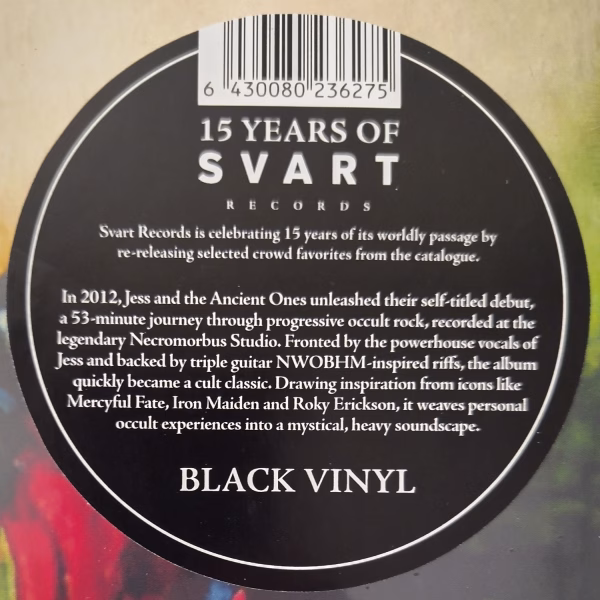 6 430080 236275
15 YEARS OF
SVART
RECORDS
Svart Records is celebrating 15 years of its worldly passage by
re-releasing selected crowd favorites from the catalogue.
In 2012, Jess and the Ancient Ones unleashed their self-titled debut,
a 53-minute journey through progressive occult rock, recorded at the
legendary Necromorbus Studio. Fronted by the powerhouse vocals of
Jess and backed by triple guitar NWOBHM-inspired riffs, the album
quickly became a cult classic. Drawing inspiration from icons like
Mercyful Fate, Iron Maiden and Roky Erickson, it weaves personal
occult experiences into a mystical, heavy soundscape.
BLACK VINYL